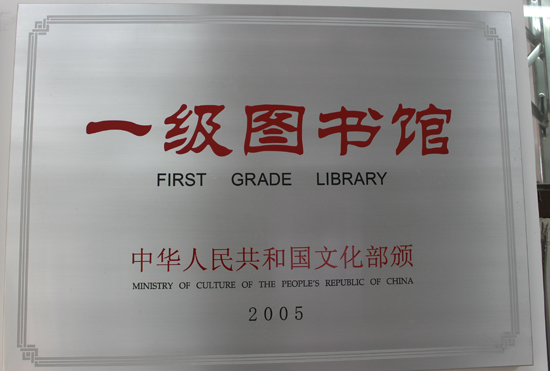 一级图书馆
FIRST GRADE LIBRARY
中华人民共和国文化部颁
MINISTRY OF CULTURE OF THE PEOPLE'S REPUBLIC OF CHINA
2005